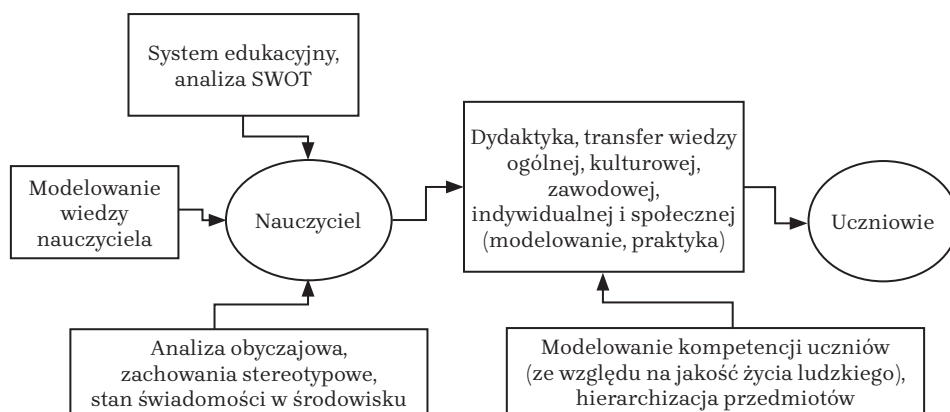 System edukacyjny,
analiza SWOT
Modelowanie
wiedzy
nauczyciela
Nauczyciel
Analiza obyczajowa,
zachowania stereotypowe,
stan świadomości w środowisku
Dydaktyka, transfer wiedzy
ogólnej, kulturowej,
zawodowej,
indywidualnej i społecznej
(modelowanie, praktyka)
Uczniowie
Modelowanie kompetencji uczniów
(ze względu na jakość życia ludzkiego),
hierarchizacja przedmiotów